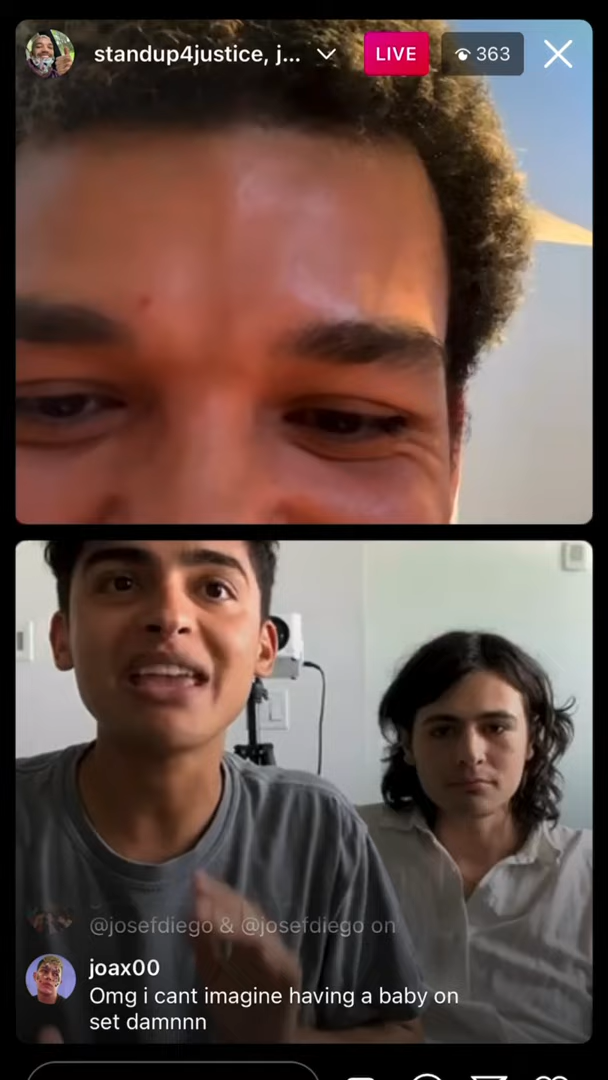 standup4justice, j...
LIVE
363
@josefdiego & @josefdiego on
joax00
Omg i cant imagine having a baby on
set damnnn